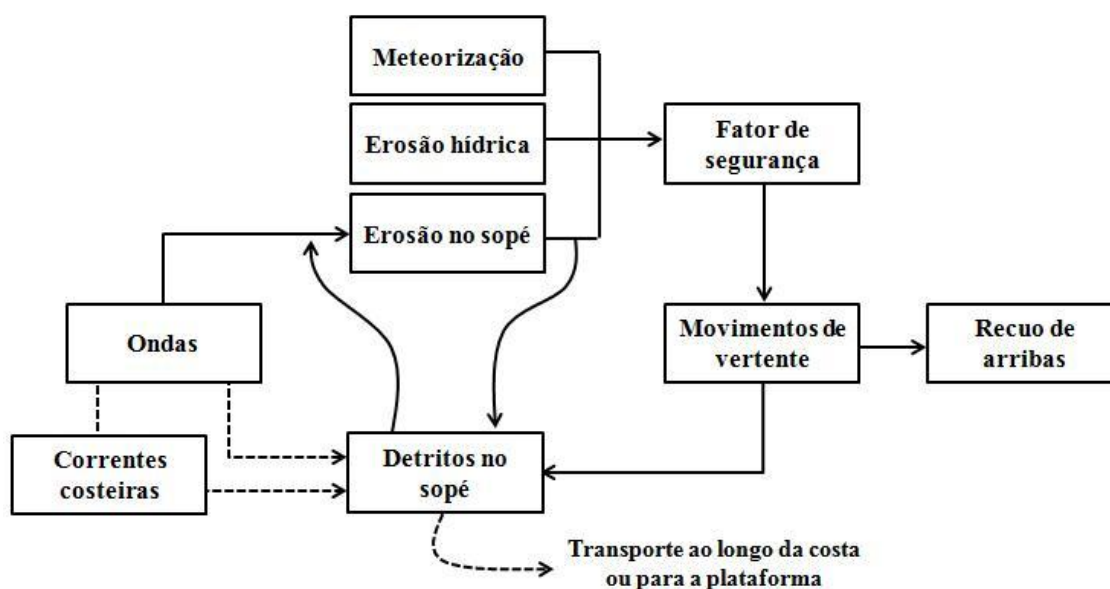 Meteorização
Erosão hídrica
Erosão no sopé
Fator de
segurança
Ondas
Movimentos de
vertente
Recuo de
arribas
Correntes
costeiras
Detritos no
sopé
Transporte ao longo da costa
ou para a plataforma